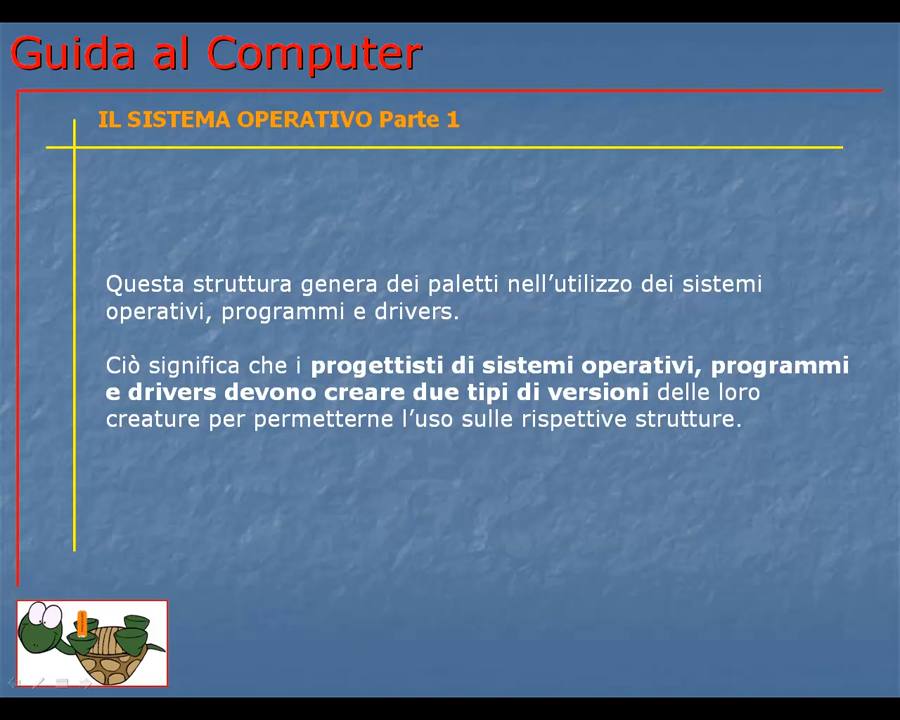 Guida al Computer
IL SISTEMA OPERATIVO Parte 1
Questa struttura genera dei paletti nell’utilizzo dei sistemi
operativi, programmi e drivers.
Ciò significa che i progettisti di sistemi operativi, programmi
e drivers devono creare due tipi di versioni delle loro
creature per permetterne l’uso sulle rispettive strutture.